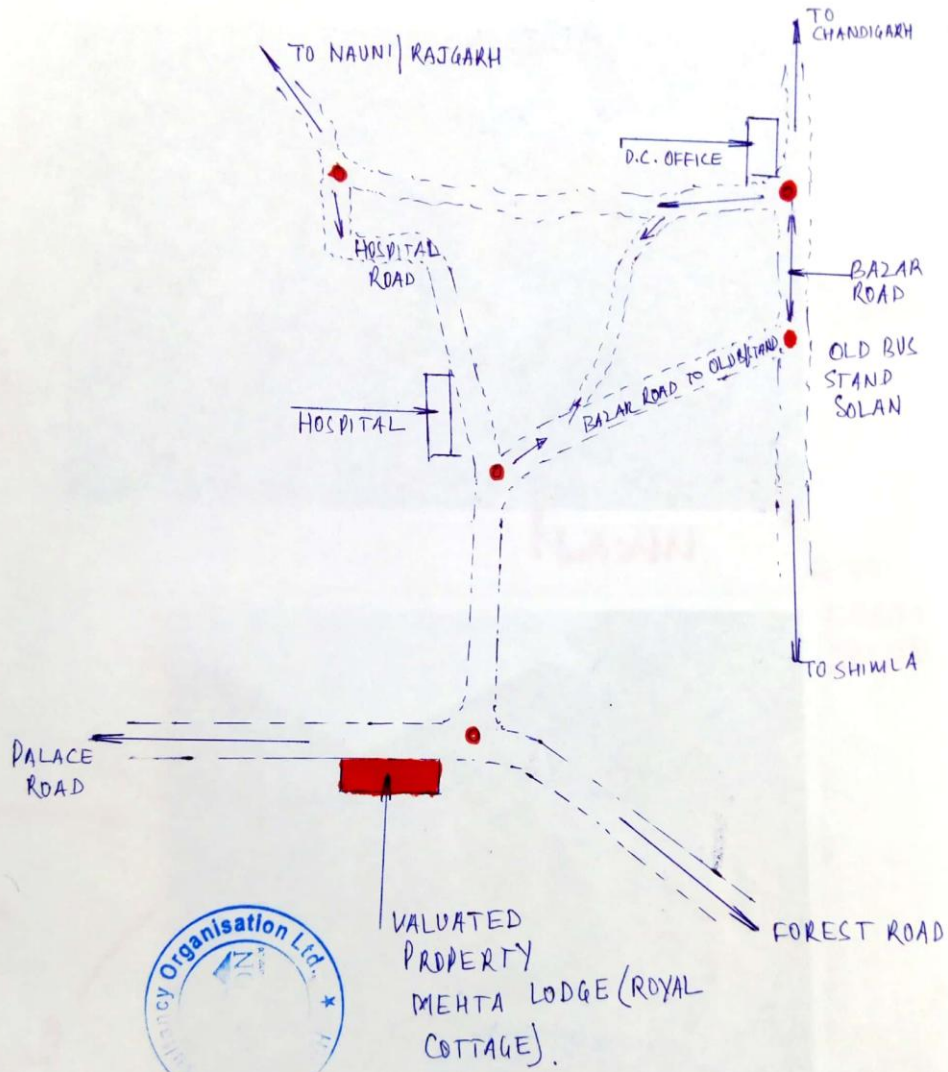 TO
CHANDIGARH
TO NAUNI/RAJGARH
D.C. OFFICE
HOSPITAL
ROAD
BAZAR
ROAD
BAZAR ROAD TO OLD B/STAND
OLD BUS
STAND
SOLAN
HOSPITAL
TO SHIMLA
PALACE
ROAD
VALUATED
PROPERTY
MEHTA LODGE (ROYAL
COTTAGE).
FOREST ROAD
Organisation Ltd.